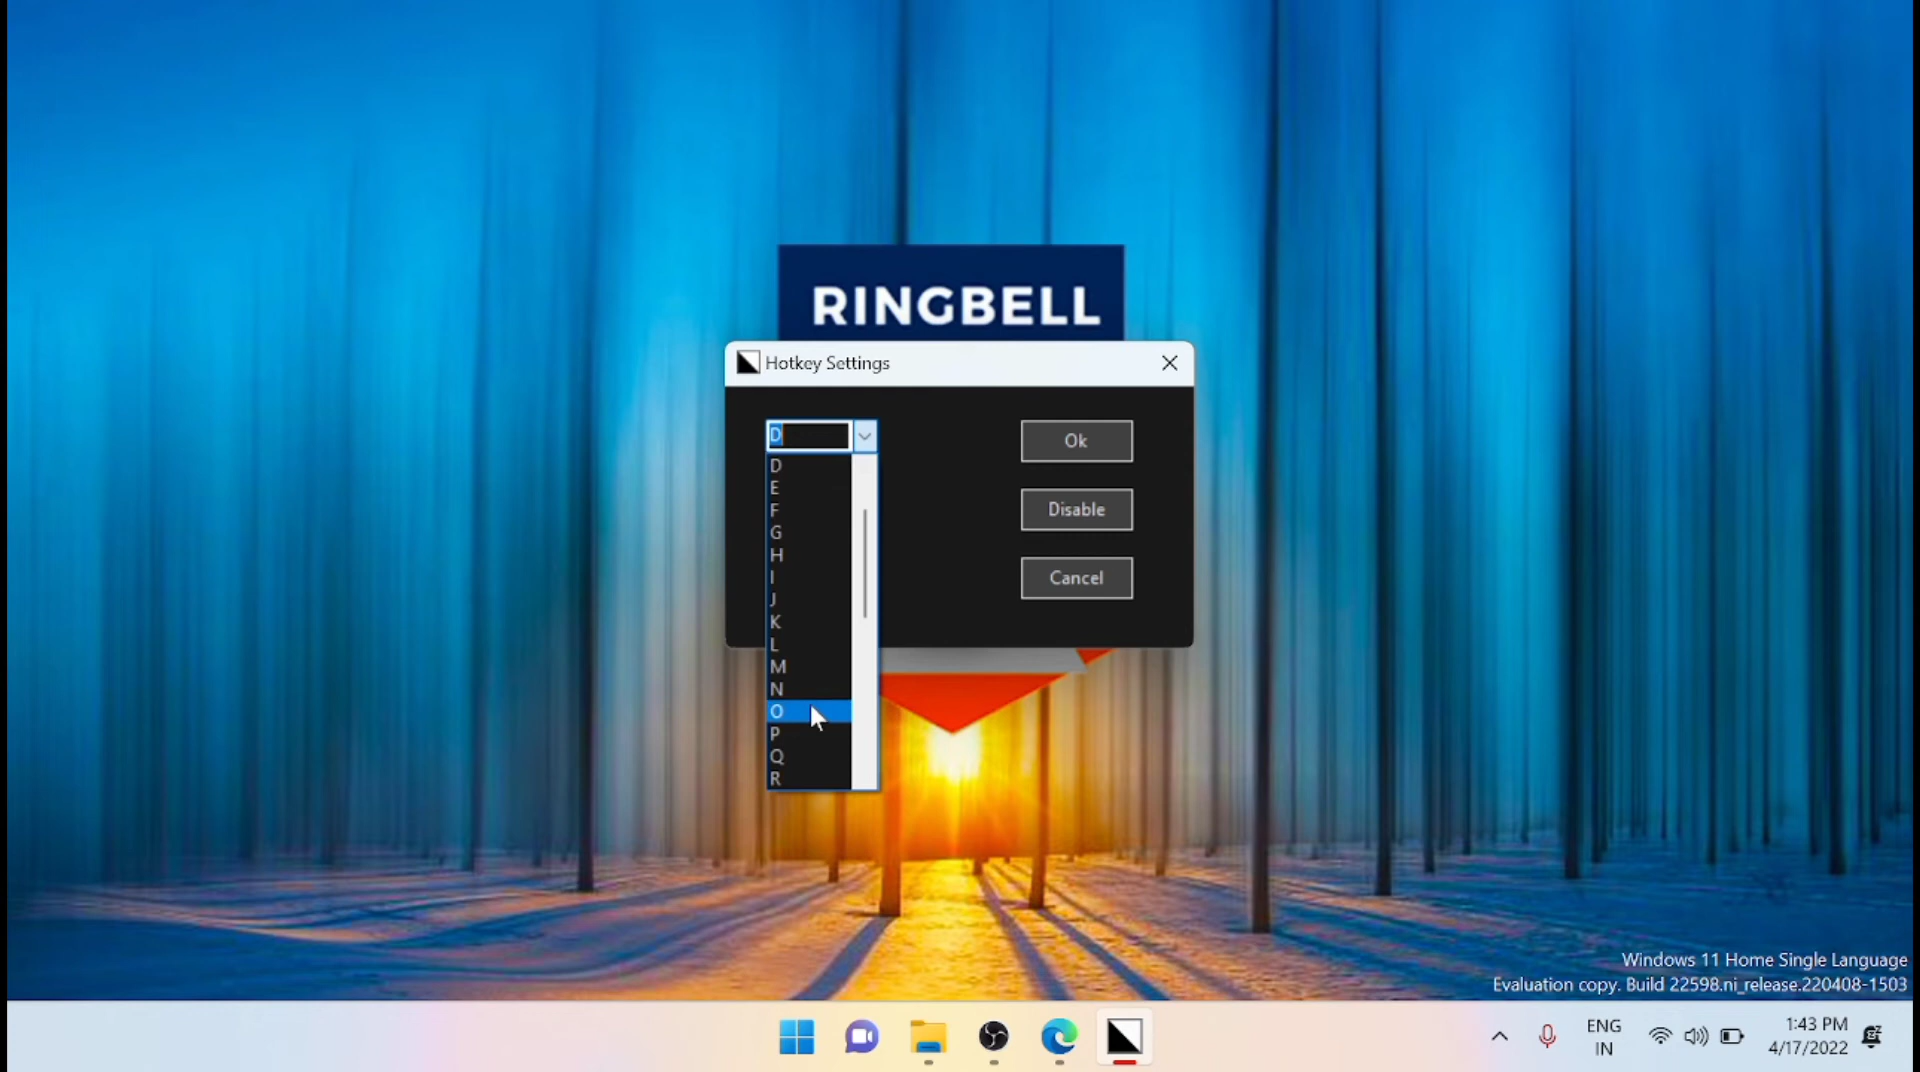 RINGBELL
Hotkey Settings
D
D
E
F
G
H
I
J
K
L
M
N
O
P
Q
R
Ok
Disable
Cancel
Windows 11 Home Single Language
Evaluation copy. Build 22598.ni_release.220408-1503
ENG
IN
1:43 PM
4/17/2022